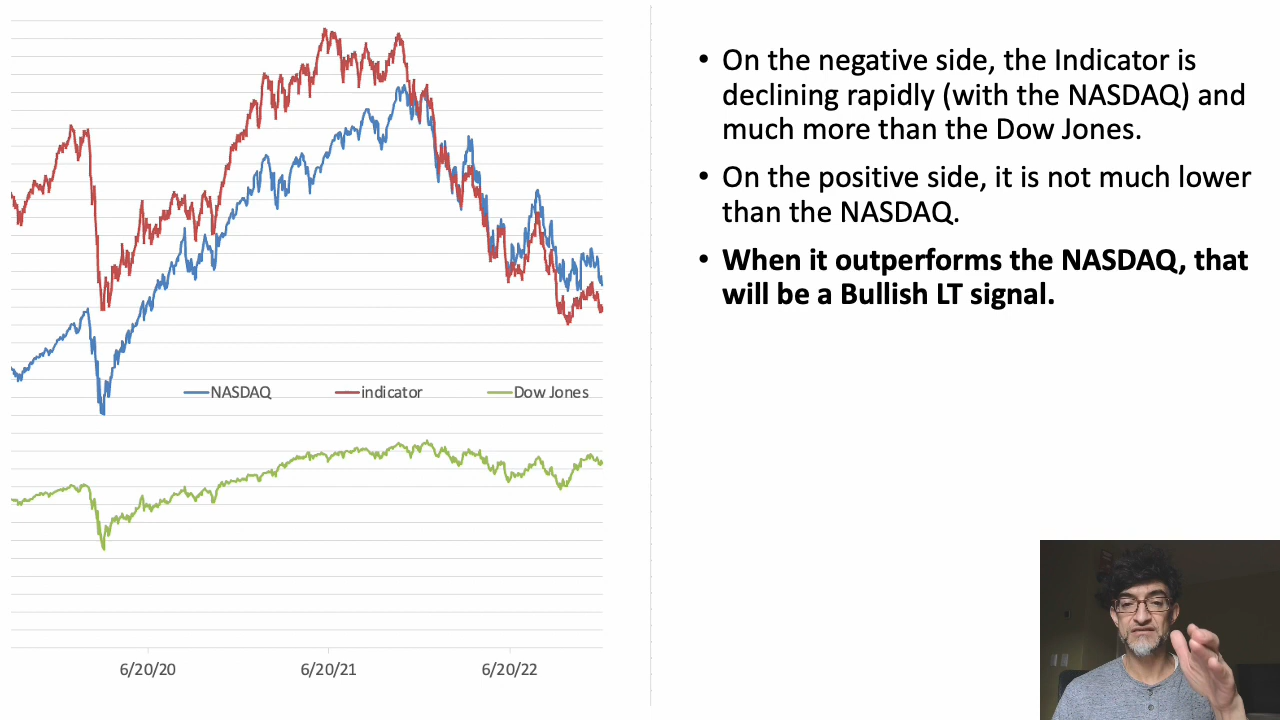 • On the negative side, the Indicator is
declining rapidly (with the NASDAQ) and
much more than the Dow Jones.
• On the positive side, it is not much lower
than the NASDAQ.
• When it outperforms the NASDAQ, that
will be a Bullish LT signal.
NASDAQ indicator Dow Jones
6/20/20 6/20/21 6/20/22